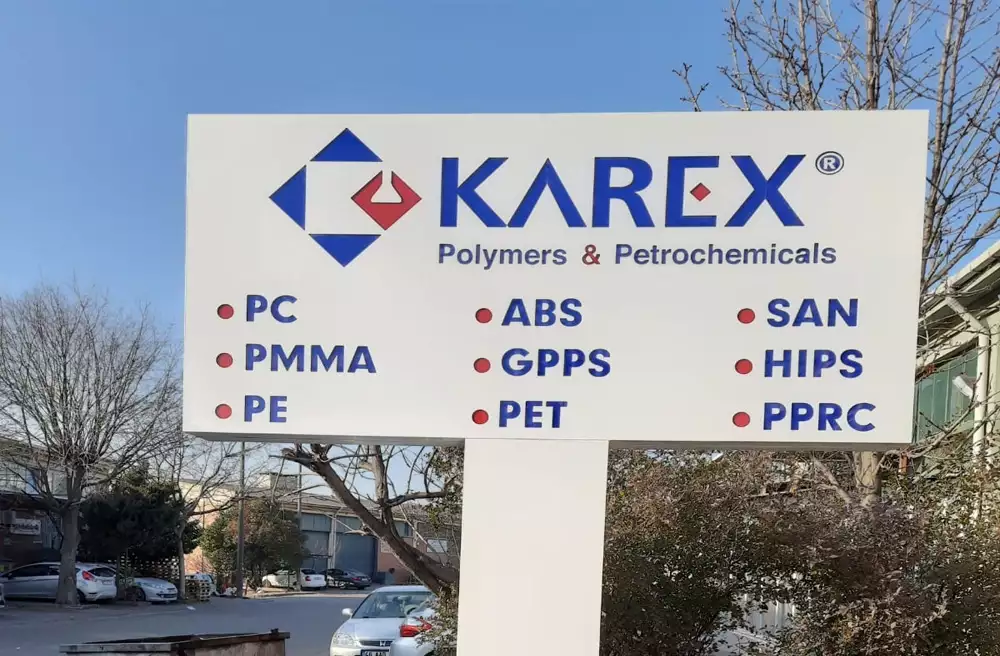 KAREX®
Polymers & Petrochemicals
PC ABS SAN
PMMA GPPS HIPS
PE PET PPRC